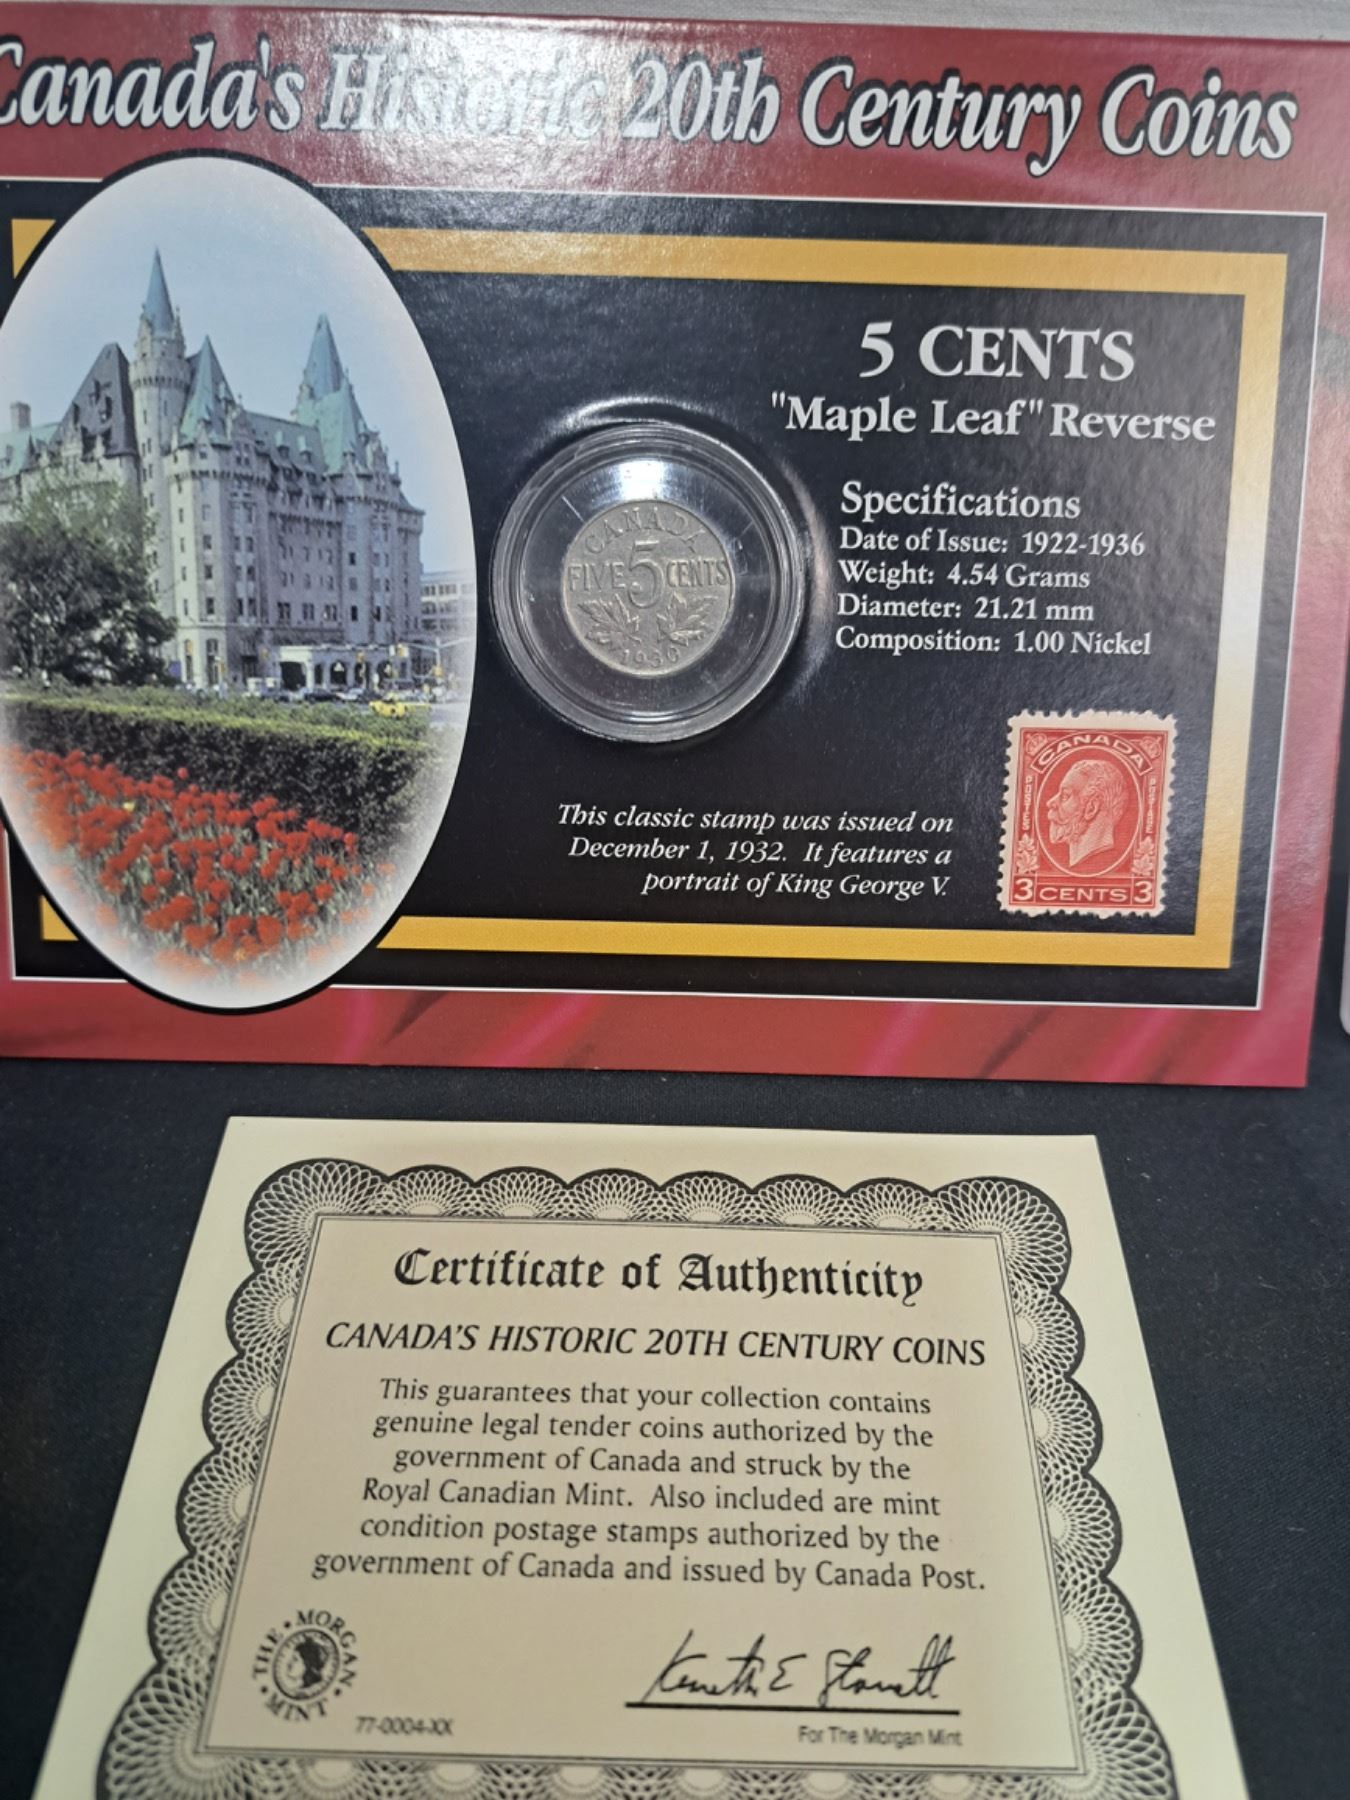 Canada's Historic 20th Century Coins
5 CENTS
"Maple Leaf" Reverse
Specifications
Date of Issue: 1922-1936
Weight: 4.54 Grams
Diameter: 21.21 mm
Composition: 1.00 Nickel
CANADA
FIVE 5 CENTS
This classic stamp was issued on
December 1, 1932. It features a
portrait of King George V.
CANADA
POSTES
POSTAGE
3 CENTS 3
Certificate of Authenticity
CANADA'S HISTORIC 20TH CENTURY COINS
This guarantees that your collection contains
genuine legal tender coins authorized by the
government of Canada and struck by the
Royal Canadian Mint. Also included are mint
condition postage stamps authorized by the
government of Canada and issued by Canada Post.
THE • MORGAN • MINT •
77-0004-XX
For The Morgan Mint